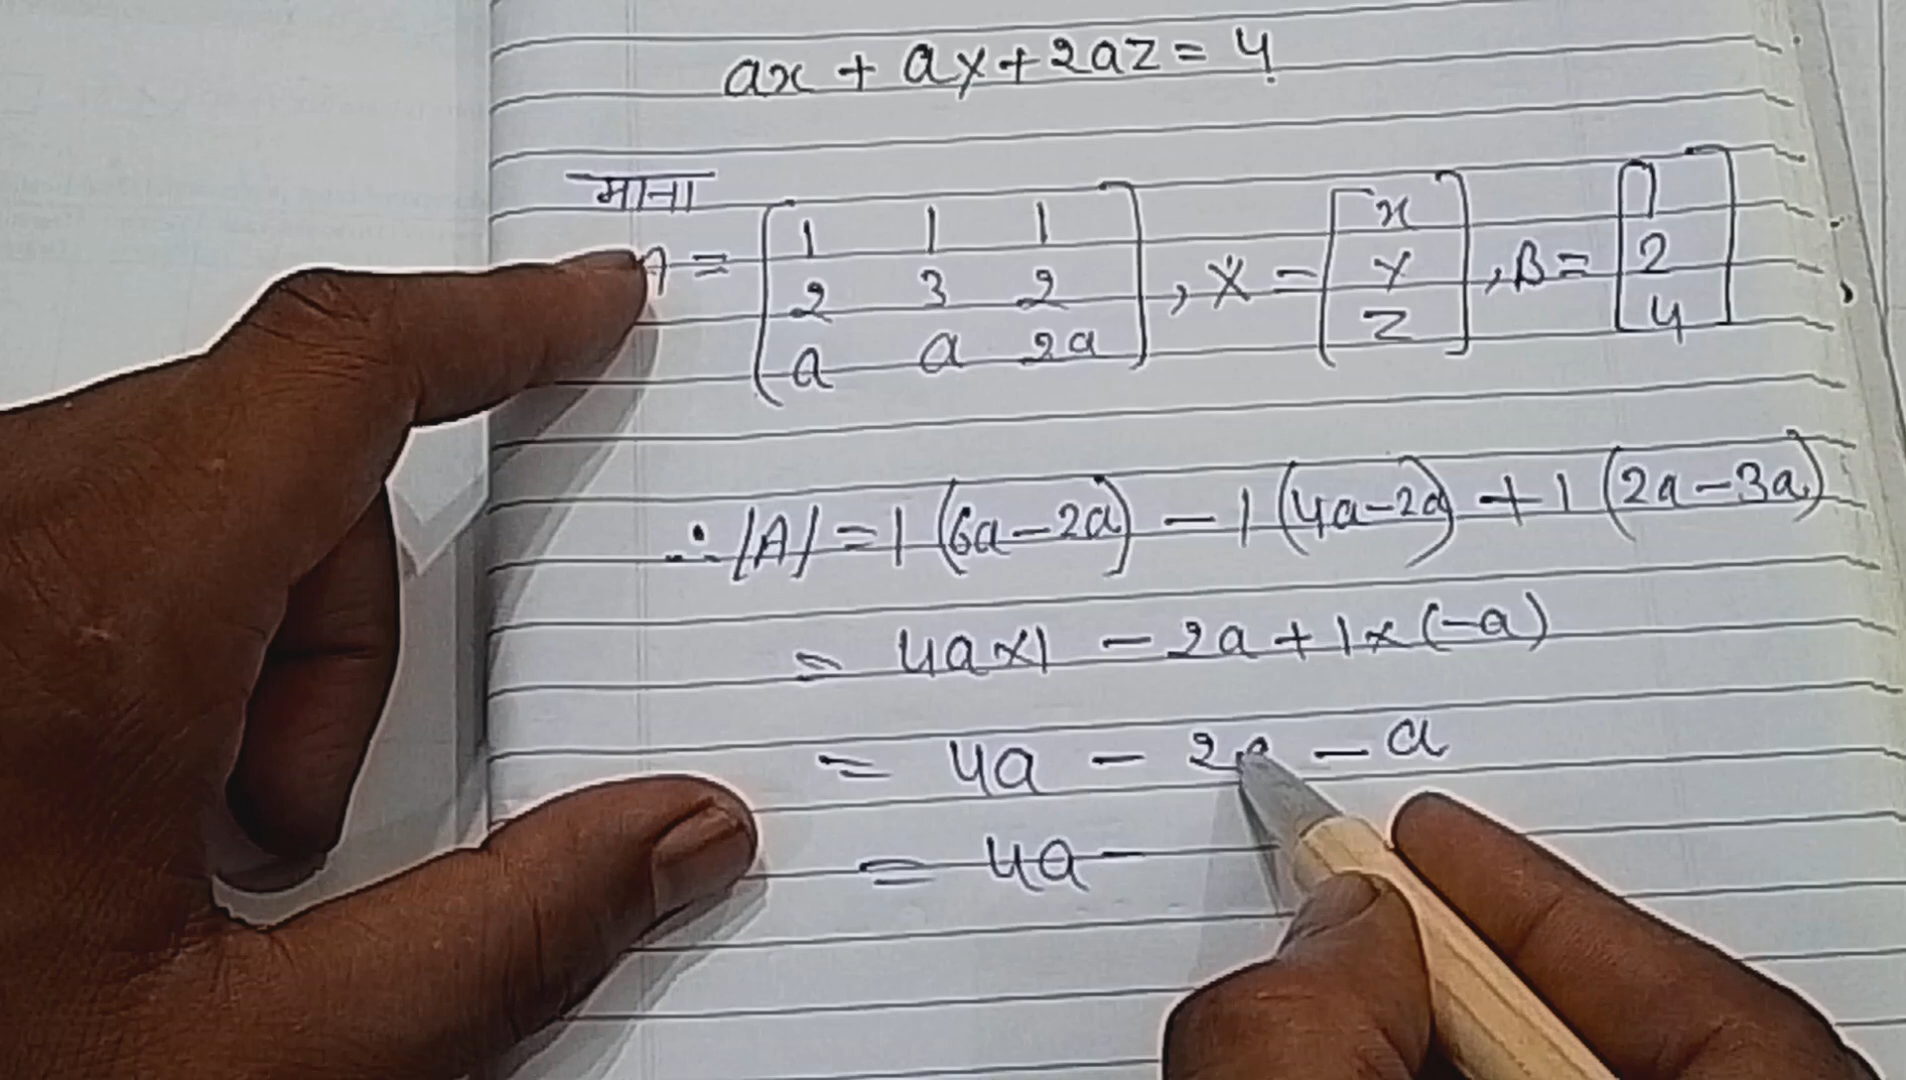 ax + ay + 2az = 4
माना
A = [1 1 1 , X = [x , B = [1
2 3 2 y 2
a a 2a] z] 4]
∴ |A| = 1 (6a - 2a) - 1 (4a - 2a) + 1 (2a - 3a)
= 4a × 1 - 2a + 1 × (-a)
= 4a - 2a - a
= 4a -